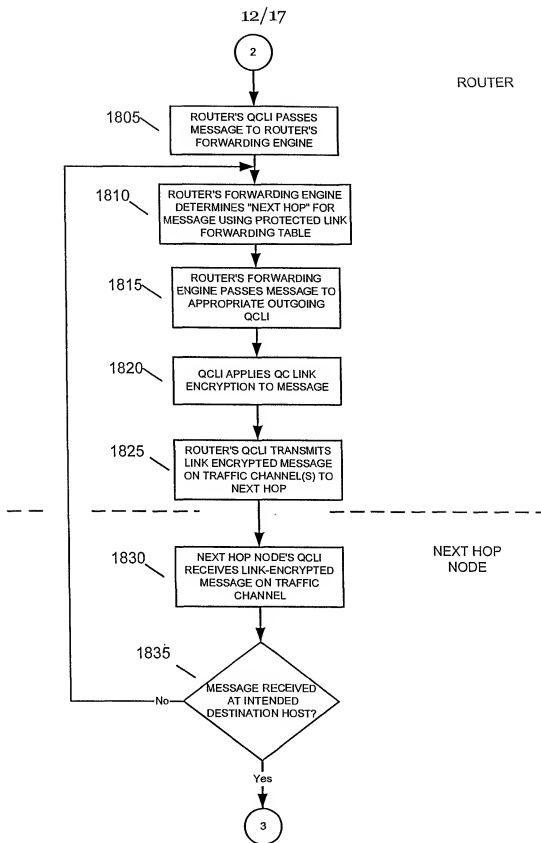 12/17
2
ROUTER
1805
ROUTER'S QCLI PASSES
MESSAGE TO ROUTER'S
FORWARDING ENGINE
1810
ROUTER'S FORWARDING ENGINE
DETERMINES "NEXT HOP" FOR
MESSAGE USING PROTECTED LINK
FORWARDING TABLE
1815
ROUTER'S FORWARDING
ENGINE PASSES MESSAGE TO
APPROPRIATE OUTGOING
QCLI
1820
QCLI APPLIES QC LINK
ENCRYPTION TO MESSAGE
1825
ROUTER'S QCLI TRANSMITS
LINK ENCRYPTED MESSAGE
ON TRAFFIC CHANNEL(S) TO
NEXT HOP
NEXT HOP
NODE
1830
NEXT HOP NODE'S QCLI
RECEIVES LINK-ENCRYPTED
MESSAGE ON TRAFFIC
CHANNEL
1835
MESSAGE RECEIVED
AT INTENDED
DESTINATION HOST?
No
Yes
3